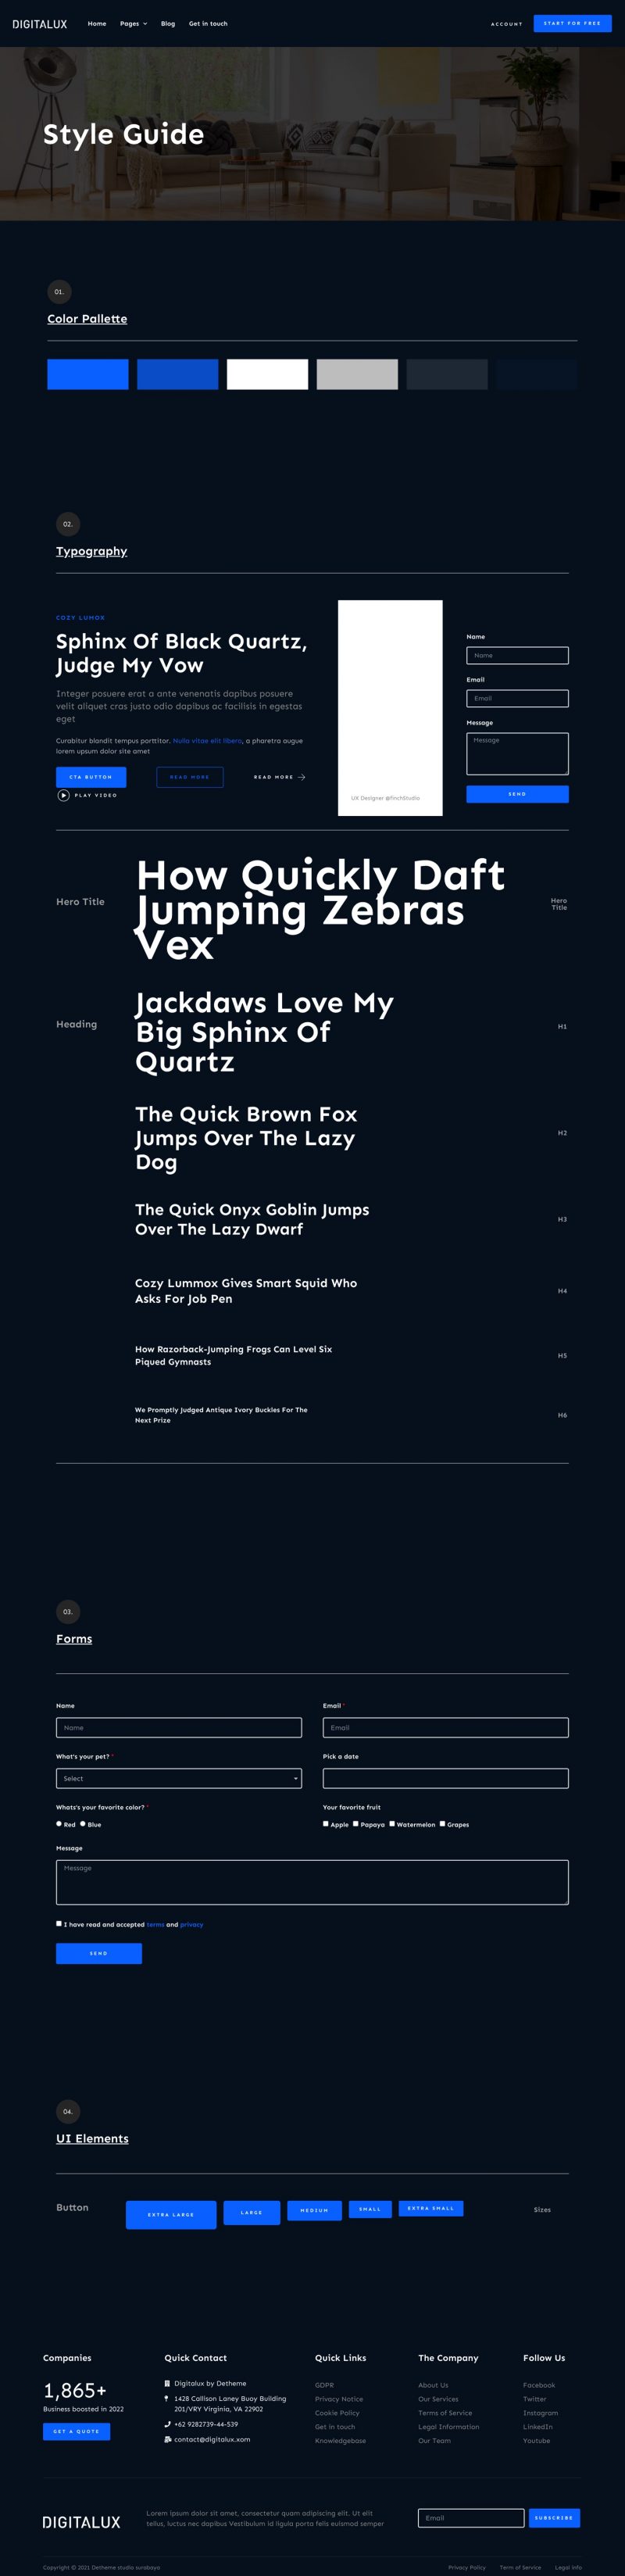 DIGITALUX
Home Pages Blog Get in touch
ACCOUNT
START FOR FREE
Style Guide
01.
Color Pallette
02.
Typography
COZY LUMOX
Sphinx Of Black Quartz,
Judge My Vow
Integer posuere erat a ante venenatis dapibus posuere
velit aliquet cras justo odio dapibus ac facilisis in egestas
eget
Curabitur blandit tempus porttitor. Nulla vitae elit libero, a pharetra augue
lorem upsum dolor site amet
CTA BUTTON
READ MORE
READ MORE
PLAY VIDEO
UX Designer @finchStudio
Name
Name
Email
Email
Message
Message
SEND
Hero Title
How Quickly Daft
Jumping Zebras
Vex
Hero
Title
Heading
Jackdaws Love My
Big Sphinx Of
Quartz
H1
The Quick Brown Fox
Jumps Over The Lazy
Dog
H2
The Quick Onyx Goblin Jumps
Over The Lazy Dwarf
H3
Cozy Lummox Gives Smart Squid Who
Asks For Job Pen
H4
How Razorback-Jumping Frogs Can Level Six
Piqued Gymnasts
H5
We Promptly Judged Antique Ivory Buckles For The
Next Prize
H6
03.
Forms
Name
Name
Email *
Email
What's your pet? *
Select
Pick a date
Whats's your favorite color? *
Red Blue
Your favorite fruit
Apple Papaya Watermelon Grapes
Message
Message
I have read and accepted terms and privacy
SEND
04.
UI Elements
Button
EXTRA LARGE
LARGE
MEDIUM
SMALL
EXTRA SMALL
Sizes
Companies
1,865+
Business boosted in 2022
GET A QUOTE
Quick Contact
Digitalux by Detheme
1428 Callison Laney Buoy Building
201/VRY Virginia, VA 22902
+62 9282739-44-539
contact@digitalux.xom
Quick Links
GDPR
Privacy Notice
Cookie Policy
Get in touch
Knowledgebase
The Company
About Us
Our Services
Terms of Service
Legal Information
Our Team
Follow Us
Facebook
Twitter
Instagram
LinkedIn
Youtube
DIGITALUX
Lorem ipsum dolor sit amet, consectetur quam adipiscing elit. Ut elit
tellus, luctus nec dapibus Vestibulum id ligula porta felis euismod semper
Email
SUBSCRIBE
Copyright © 2021 Detheme studio surabaya
Privacy Policy Term of Service Legal info